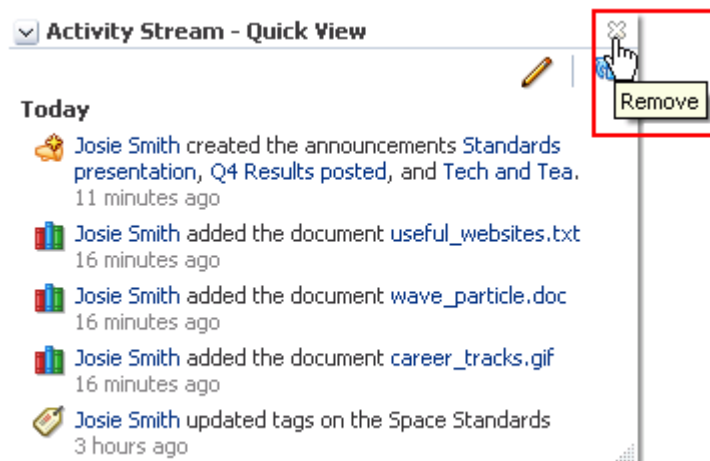 Activity Stream - Quick View
Remove
Today
Josie Smith created the announcements Standards
presentation, Q4 Results posted, and Tech and Tea.
11 minutes ago
Josie Smith added the document useful_websites.txt
16 minutes ago
Josie Smith added the document wave_particle.doc
16 minutes ago
Josie Smith added the document career_tracks.gif
16 minutes ago
Josie Smith updated tags on the Space Standards
3 hours ago